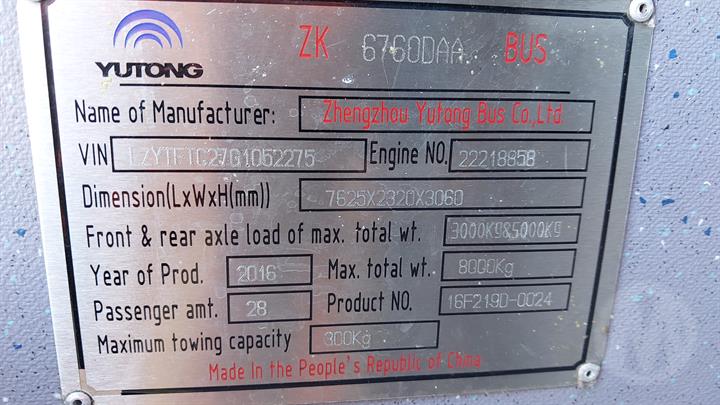 ZK 6760DAA BUS
YUTONG
Name of Manufacturer: Zhengzhou Yutong Bus Co.,Ltd.
VIN Engine NO. 22218858
Dimension(LxWxH(mm)) 7625X2320X3060
Front & rear axle load of max. total wt. 3000Kg&5000Kg
Year of Prod. 2016 Max. total wt. 8000Kg
Passenger amt. 28 Product NO. 16F219D-0024
Maximum towing capacity 300Kg
Made In the People's Republic of China